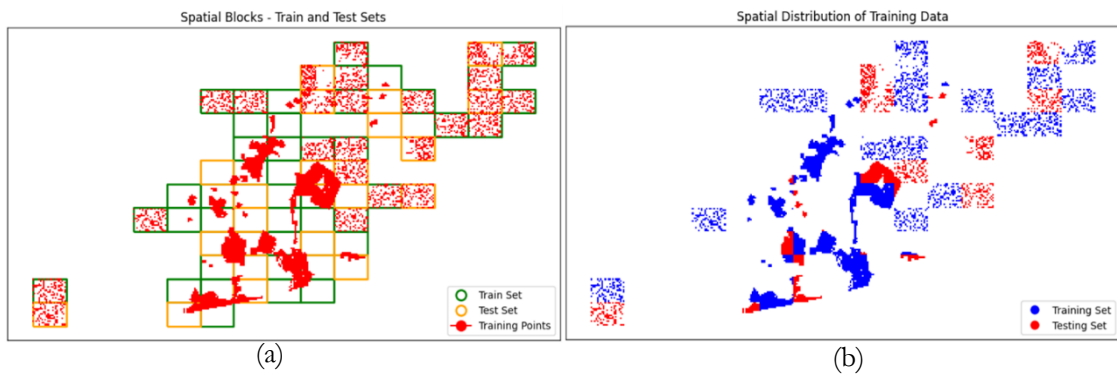 Spatial Blocks - Train and Test Sets
Train Set
Test Set
Training Points
(a)
Spatial Distribution of Training Data
Training Set
Testing Set
(b)